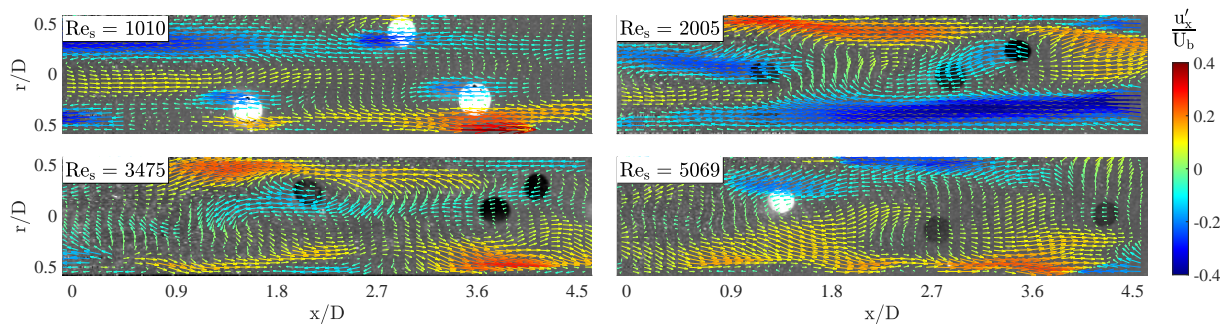 Re_s = 1010
Re_s = 2005
u'_x
U_b
r/D
0.5
0
0.5
0.4
0.2
0
-0.2
-0.4
Re_s = 3475
Re_s = 5069
r/D
0.5
0
0.5
0 0.9 1.8 2.7 3.6 4.5
0 0.9 1.8 2.7 3.6 4.5
x/D
x/D